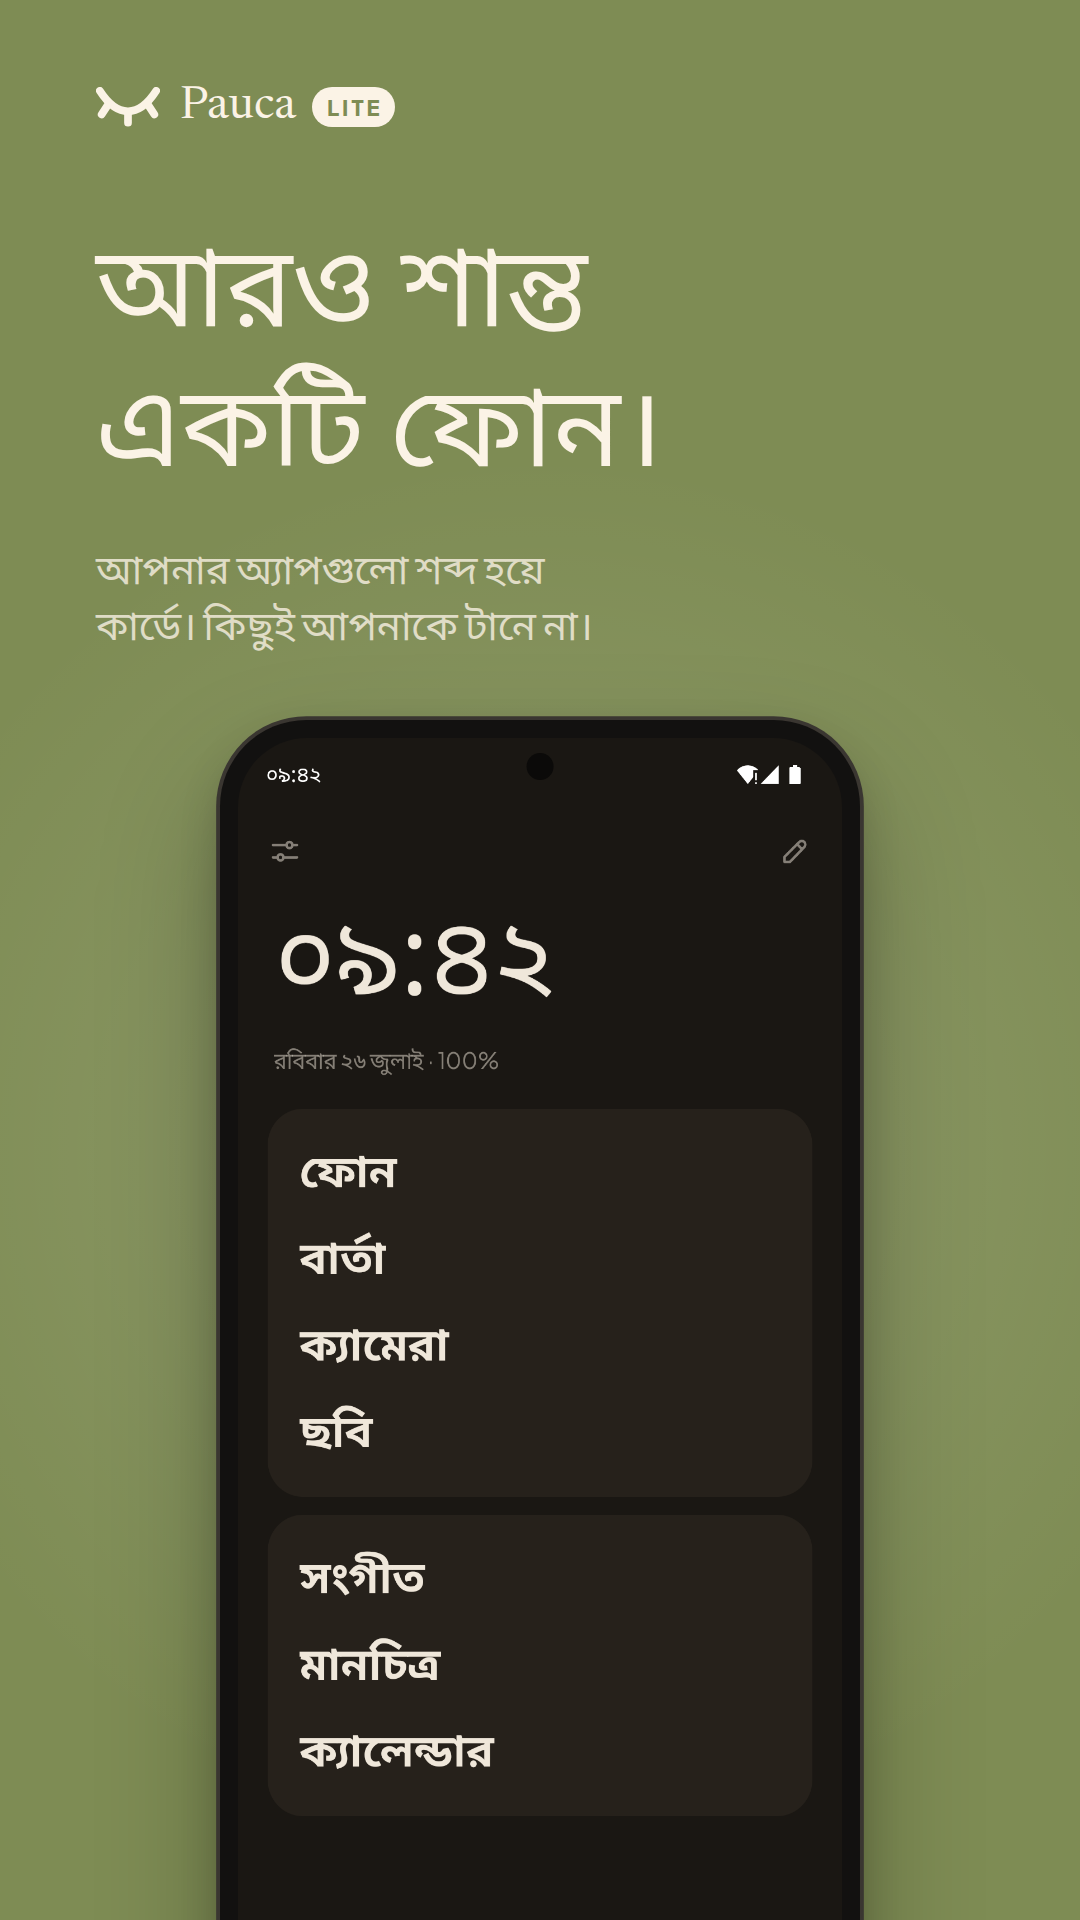 Pauca LITE
আরও শান্ত
একটি ফোন।
আপনার অ্যাপগুলো শব্দ হয়ে
কার্ডে। কিছুই আপনাকে টানে না।
০৯:৪২
০৯:৪২
রবিবার ২৬ জুলাই · 100%
ফোন
বার্তা
ক্যামেরা
ছবি
সংগীত
মানচিত্র
ক্যালেন্ডার